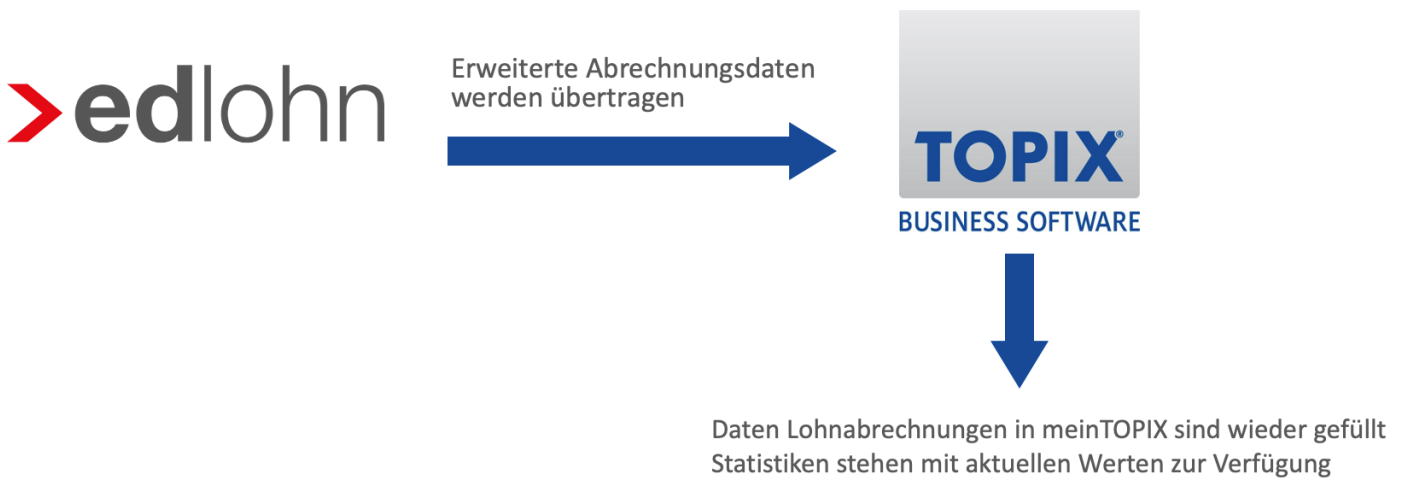 edlohn
Erweiterte Abrechnungsdaten
werden übertragen
TOPIX®
BUSINESS SOFTWARE
Daten Lohnabrechnungen in meinTOPIX sind wieder gefüllt
Statistiken stehen mit aktuellen Werten zur Verfügung